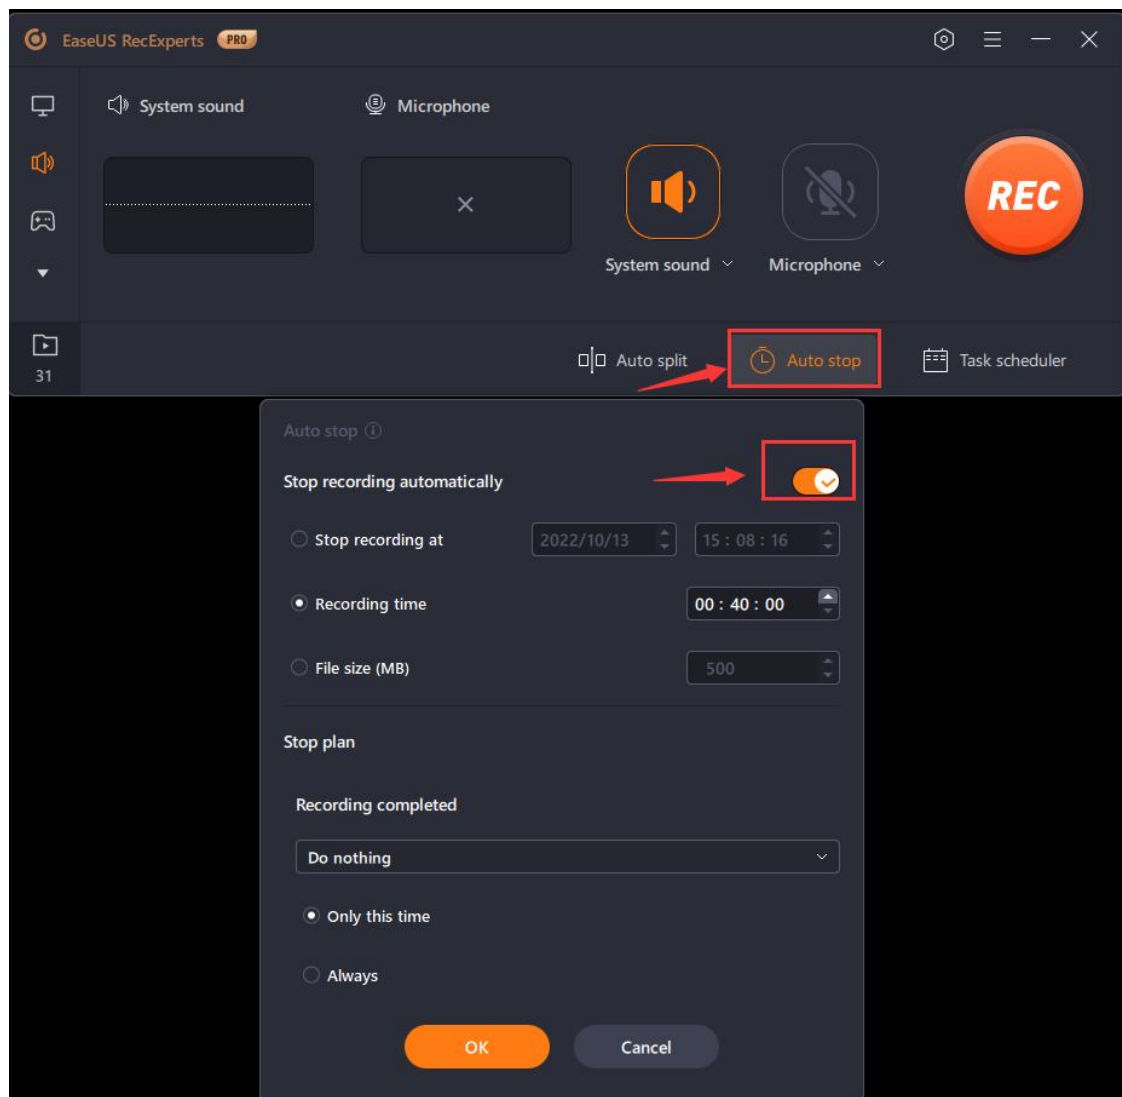 EaseUS RecExperts PRO
System sound Microphone
REC
System sound Microphone
31
Auto split Auto stop Task scheduler
Auto stop
Stop recording automatically
Stop recording at 2022/10/13 15 : 08 : 16
Recording time 00 : 40 : 00
File size (MB) 500
Stop plan
Recording completed
Do nothing
Only this time
Always
OK Cancel